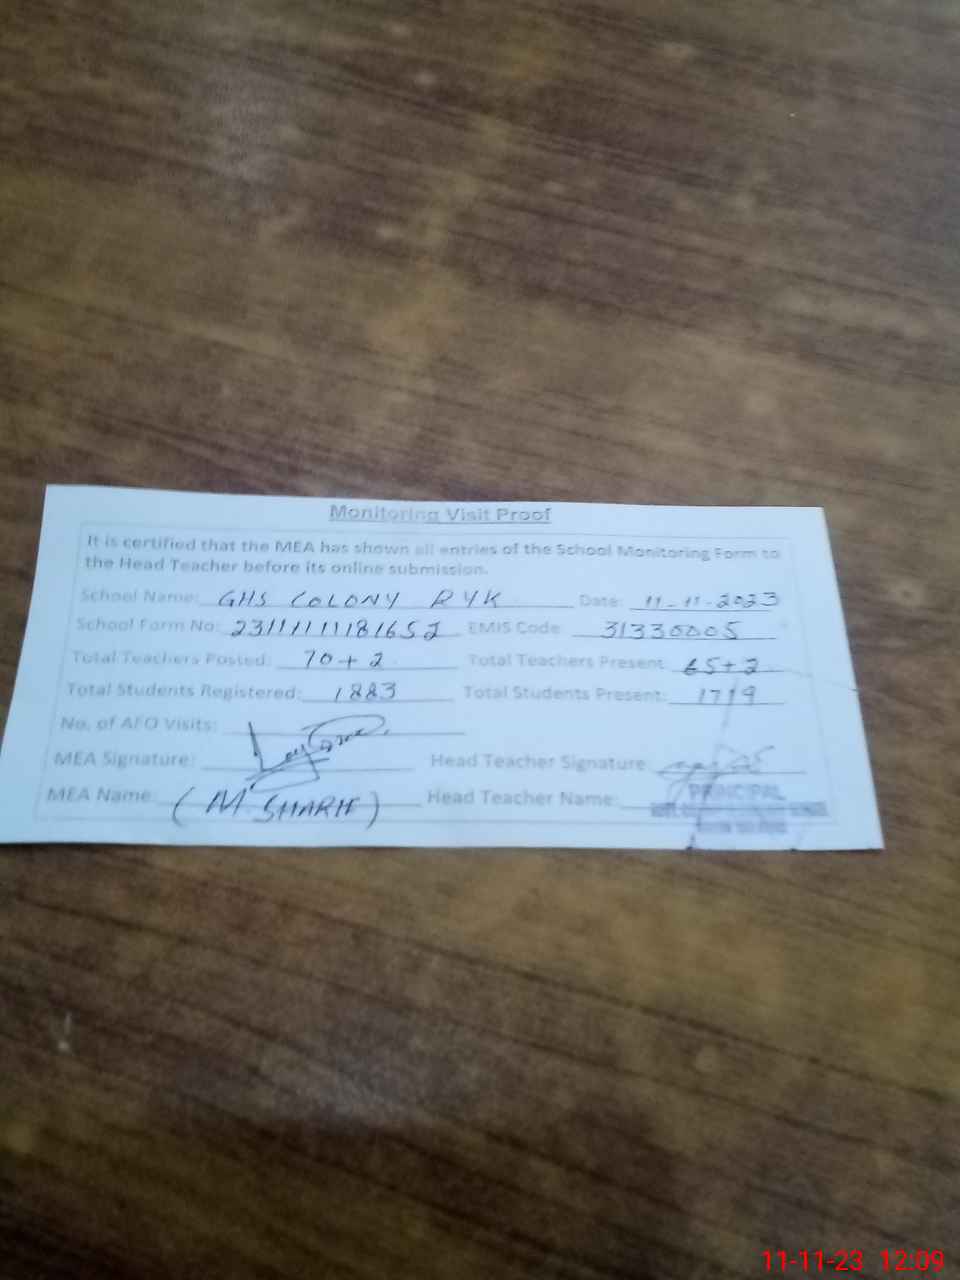 Monitoring Visit Proof
It is certified that the MEA has shown all entries of the School Monitoring Form to
the Head Teacher before its online submission.
School Name: GHS COLONY RYK Date: 11-11-2023
School Form No: EMIS Code: 31330005
Total Teachers Posted: 70+2 Total Teachers Present: 65+2
Total Students Registered: 1883 Total Students Present: 1719
No. of AEO Visits:
MEA Signature: Head Teacher Signature:
MEA Name: (M. SHARIF) Head Teacher Name:
PRINCIPAL
11-11-23 12:09